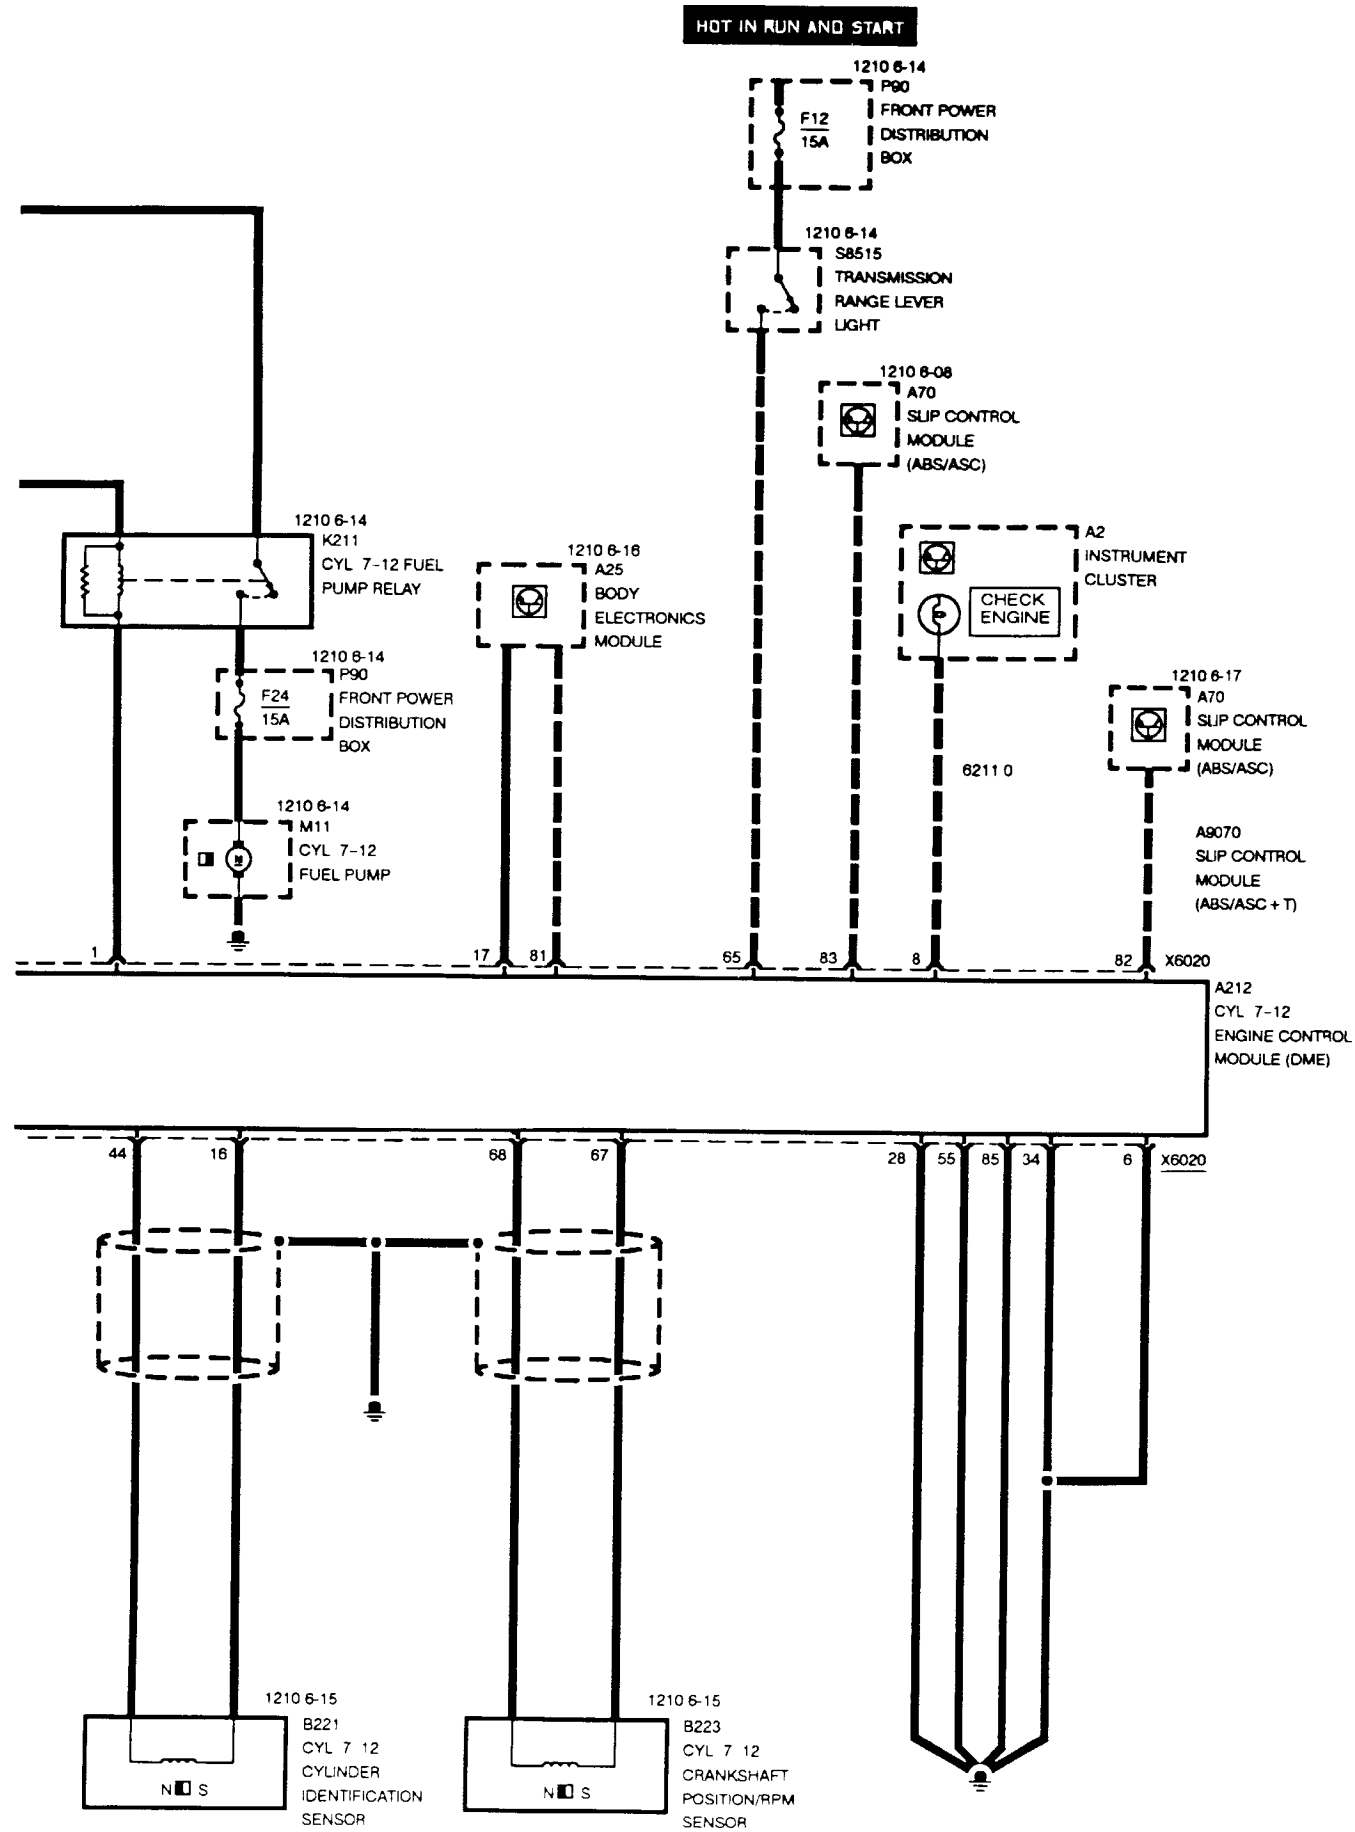 HOT IN RUN AND START
1210 6-14
P90
FRONT POWER
DISTRIBUTION
BOX
F12
15A
1210 6-14
S8515
TRANSMISSION
RANGE LEVER
LIGHT
1210 6-08
A70
SLIP CONTROL
MODULE
(ABS/ASC)
1210 6-14
K211
CYL 7-12 FUEL
PUMP RELAY
1210 6-16
A25
BODY
ELECTRONICS
MODULE
A2
INSTRUMENT
CLUSTER
CHECK
ENGINE
1210 6-14
P90
FRONT POWER
DISTRIBUTION
BOX
F24
15A
1210 6-17
A70
SLIP CONTROL
MODULE
(ABS/ASC)
6211 0
1210 6-14
M11
CYL 7-12
FUEL PUMP
M
A9070
SLIP CONTROL
MODULE
(ABS/ASC + T)
1 17 81 65 83 8 82 X6020
A212
CYL 7-12
ENGINE CONTROL
MODULE (DME)
44 16 68 67 28 55 85 34 6 X6020
1210 6-15
B221
CYL 7 12
CYLINDER
IDENTIFICATION
SENSOR
N S
1210 6-15
B223
CYL 7 12
CRANKSHAFT
POSITION/RPM
SENSOR
N S